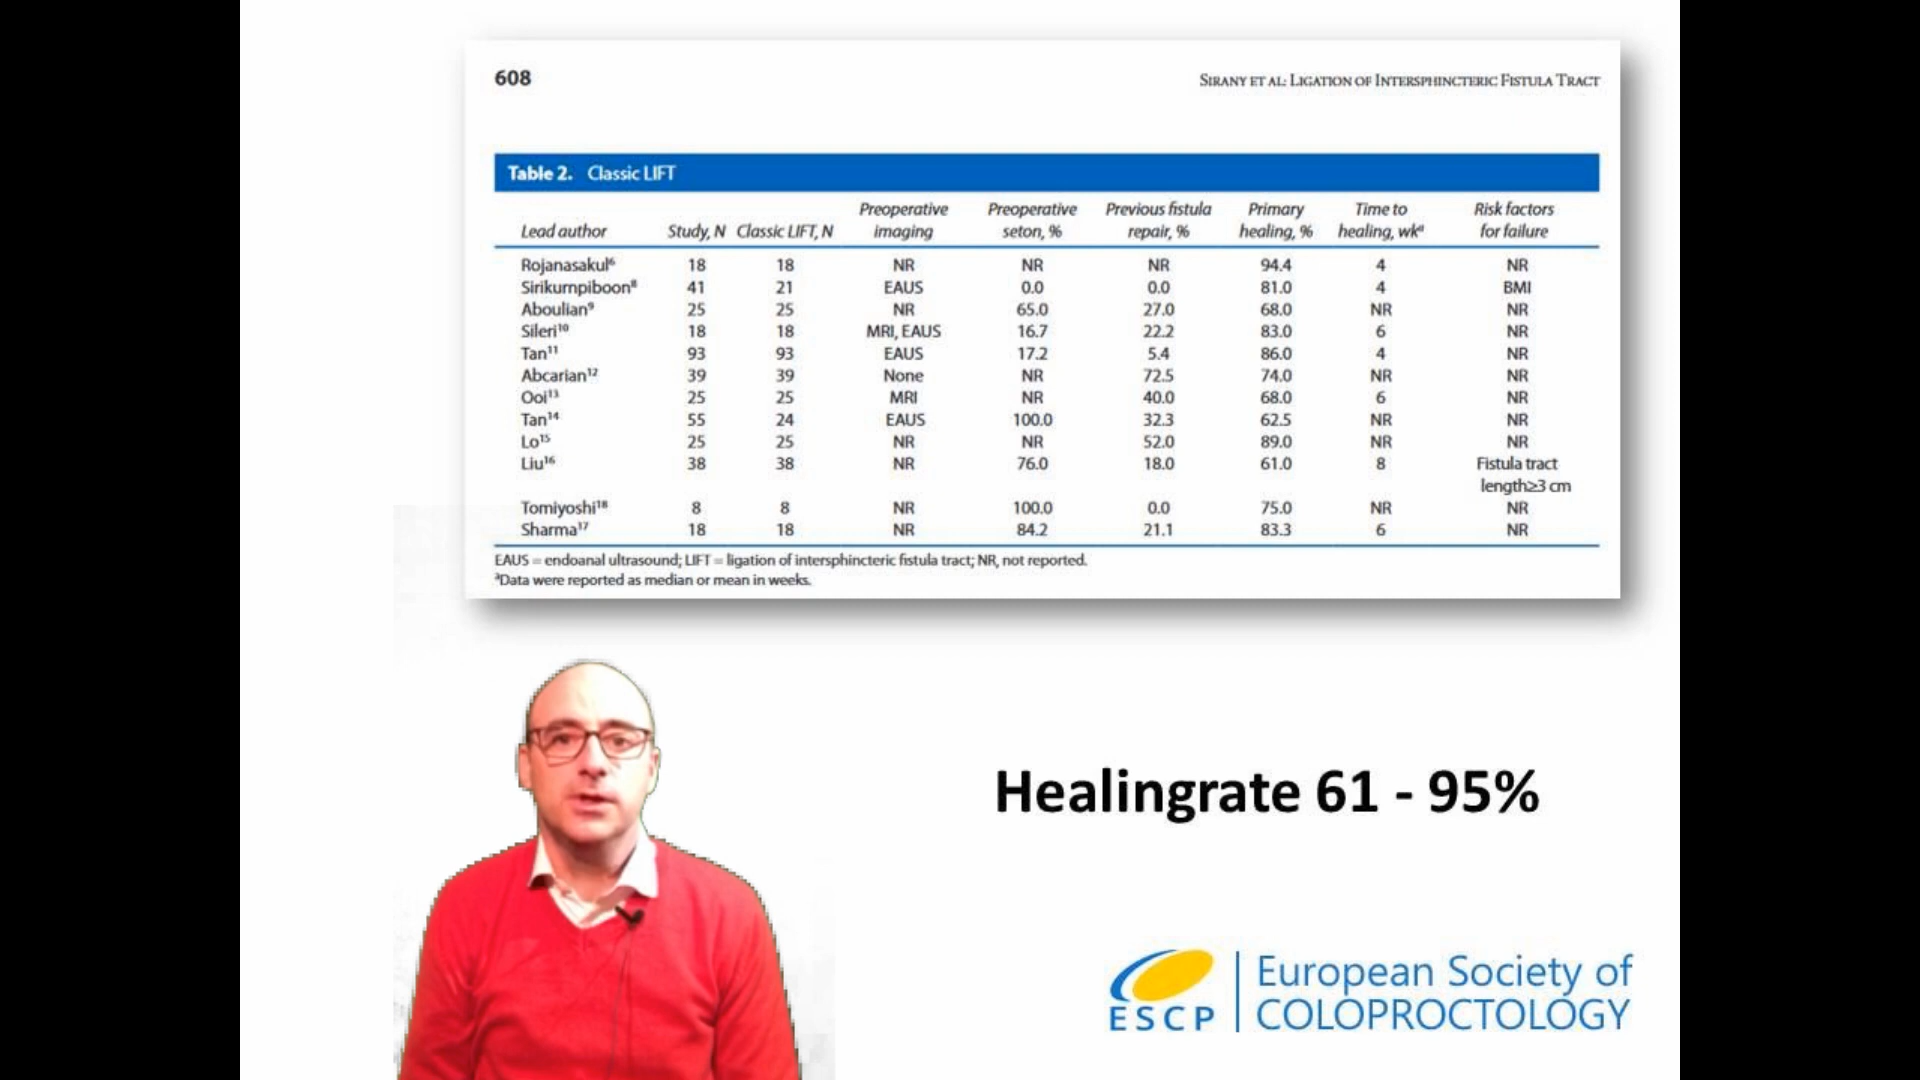 608
SIRANY ET AL: LIGATION OF INTERSPHINCTERIC FISTULA TRACT
Table 2. Classic LIFT
Lead author Study, N Classic LIFT, N Preoperative imaging Preoperative seton, % Previous fistula repair, % Primary healing, % Time to healing, wkᵃ Risk factors for failure
Rojanasakul⁶ 18 18 NR NR NR 94.4 4 NR
Sirikurnpiboon⁸ 41 21 EAUS 0.0 0.0 81.0 4 BMI
Aboulian⁹ 25 25 NR 65.0 27.0 68.0 NR NR
Sileri¹⁰ 18 18 MRI, EAUS 16.7 22.2 83.0 6 NR
Tan¹¹ 93 93 EAUS 17.2 5.4 86.0 4 NR
Abcarian¹² 39 39 None NR 72.5 74.0 NR NR
Ooi¹³ 25 25 MRI NR 40.0 68.0 6 NR
Tan¹⁴ 55 24 EAUS 100.0 32.3 62.5 NR NR
Lo¹⁵ 25 25 NR NR 52.0 89.0 NR NR
Liu¹⁶ 38 38 NR 76.0 18.0 61.0 8 Fistula tract
length≥3 cm
Tomiyoshi¹⁸ 8 8 NR 100.0 0.0 75.0 NR NR
Sharma¹⁷ 18 18 NR 84.2 21.1 83.3 6 NR
EAUS = endoanal ultrasound; LIFT = ligation of intersphincteric fistula tract; NR, not reported.
ᵃData were reported as median or mean in weeks.
Healingrate 61 - 95%
ESCP
European Society of
COLOPROCTOLOGY